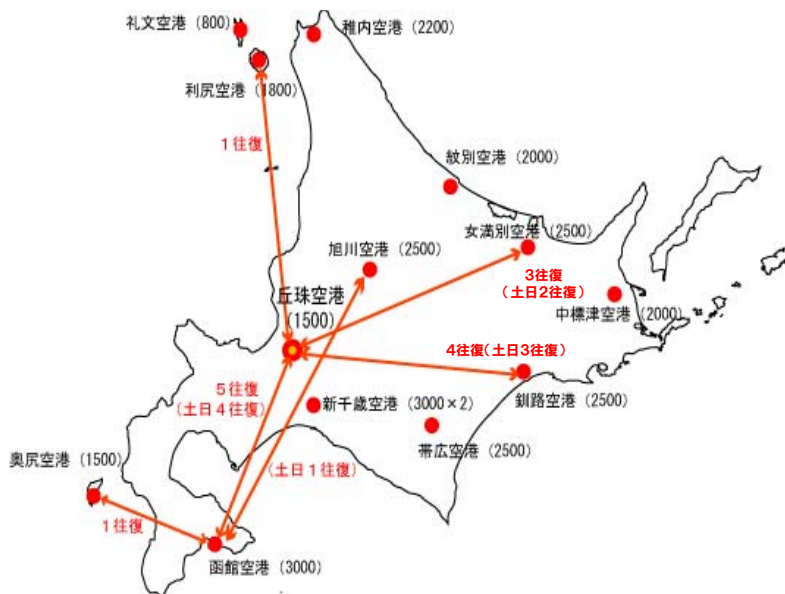 礼文空港（800）
稚内空港（2200）
利尻空港（1800）
１往復
紋別空港（2000）
女満別空港（2500）
旭川空港（2500）
3往復
（土日2往復）
丘珠空港
（1500）
中標津空港（2000）
4往復（土日3往復）
５往復
（土日４往復）
新千歳空港（3000×2）
釧路空港
（2500）
帯広空港（2500）
奥尻空港（1500）
（土日１往復）
１往復
函館空港（3000）